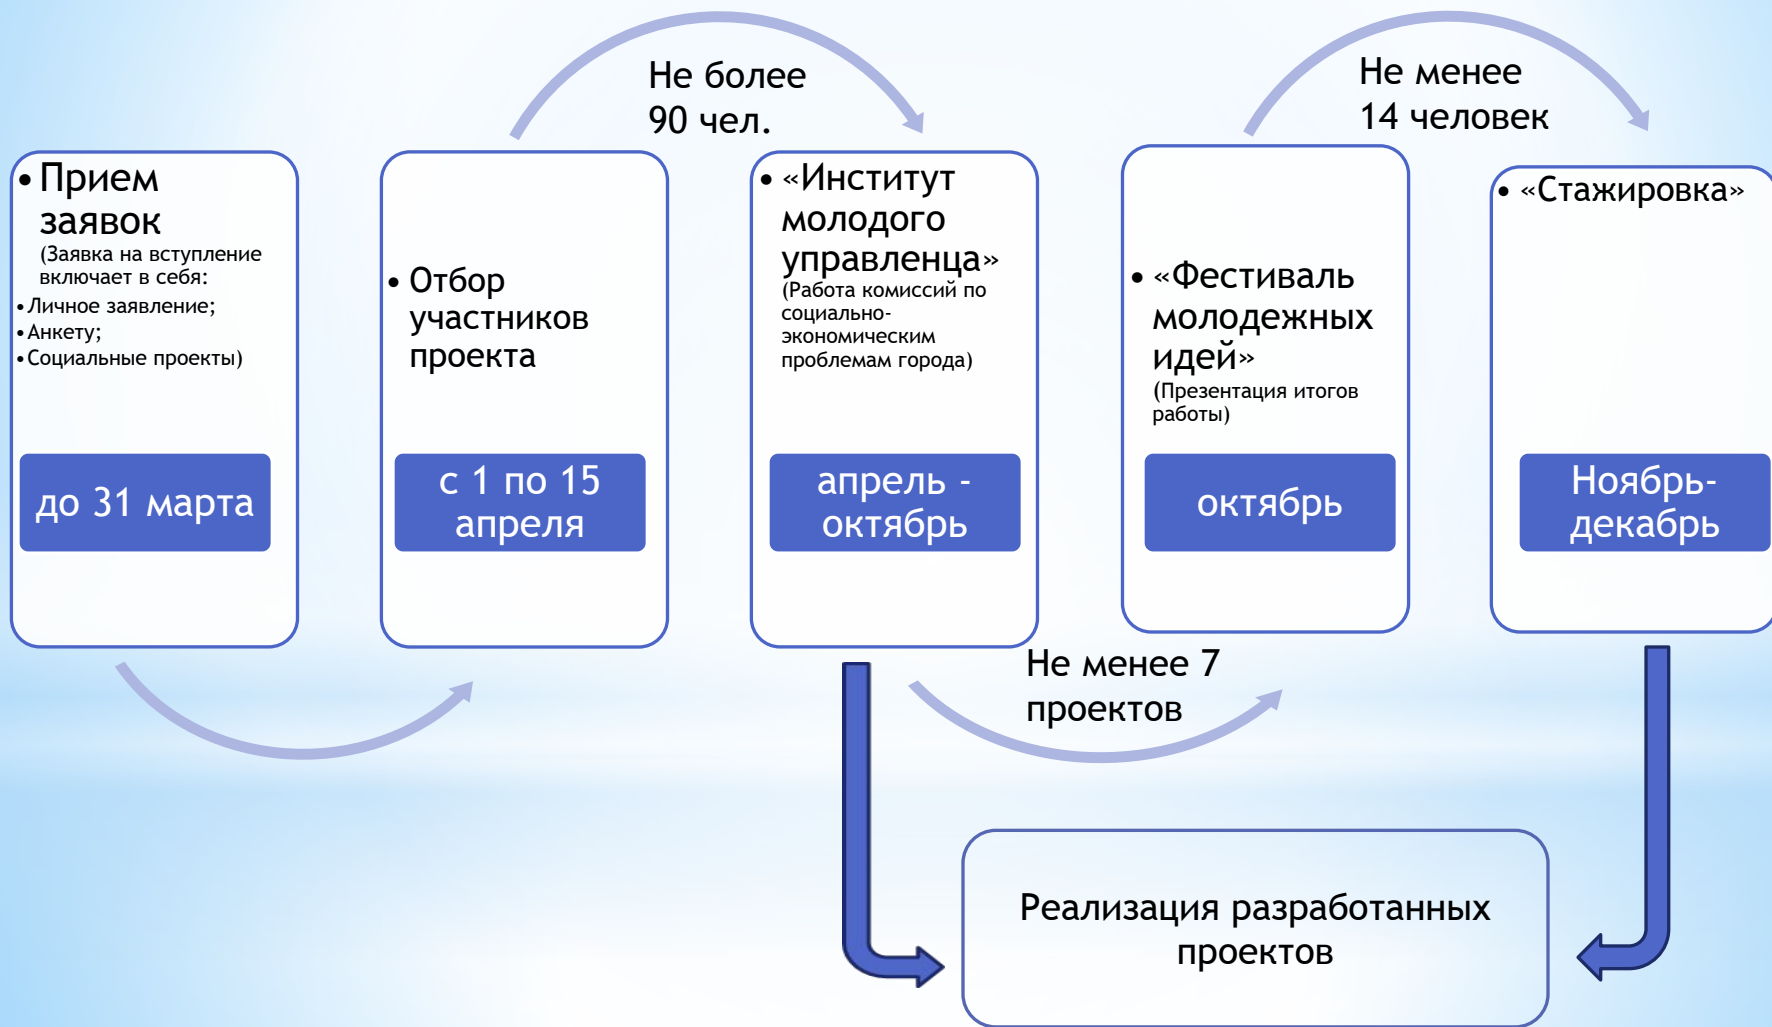 Не более
90 чел.
Не менее
14 человек
• Прием
заявок
(Заявка на вступление
включает в себя:
• Личное заявление;
• Анкету;
• Социальные проекты)
до 31 марта
• Отбор
участников
проекта
с 1 по 15
апреля
• «Институт
молодого
управленца»
(Работа комиссий по
социально-
экономическим
проблемам города)
апрель -
октябрь
• «Фестиваль
молодежных
идей»
(Презентация итогов
работы)
октябрь
• «Стажировка»
Ноябрь-
декабрь
Не менее 7
проектов
Реализация разработанных
проектов